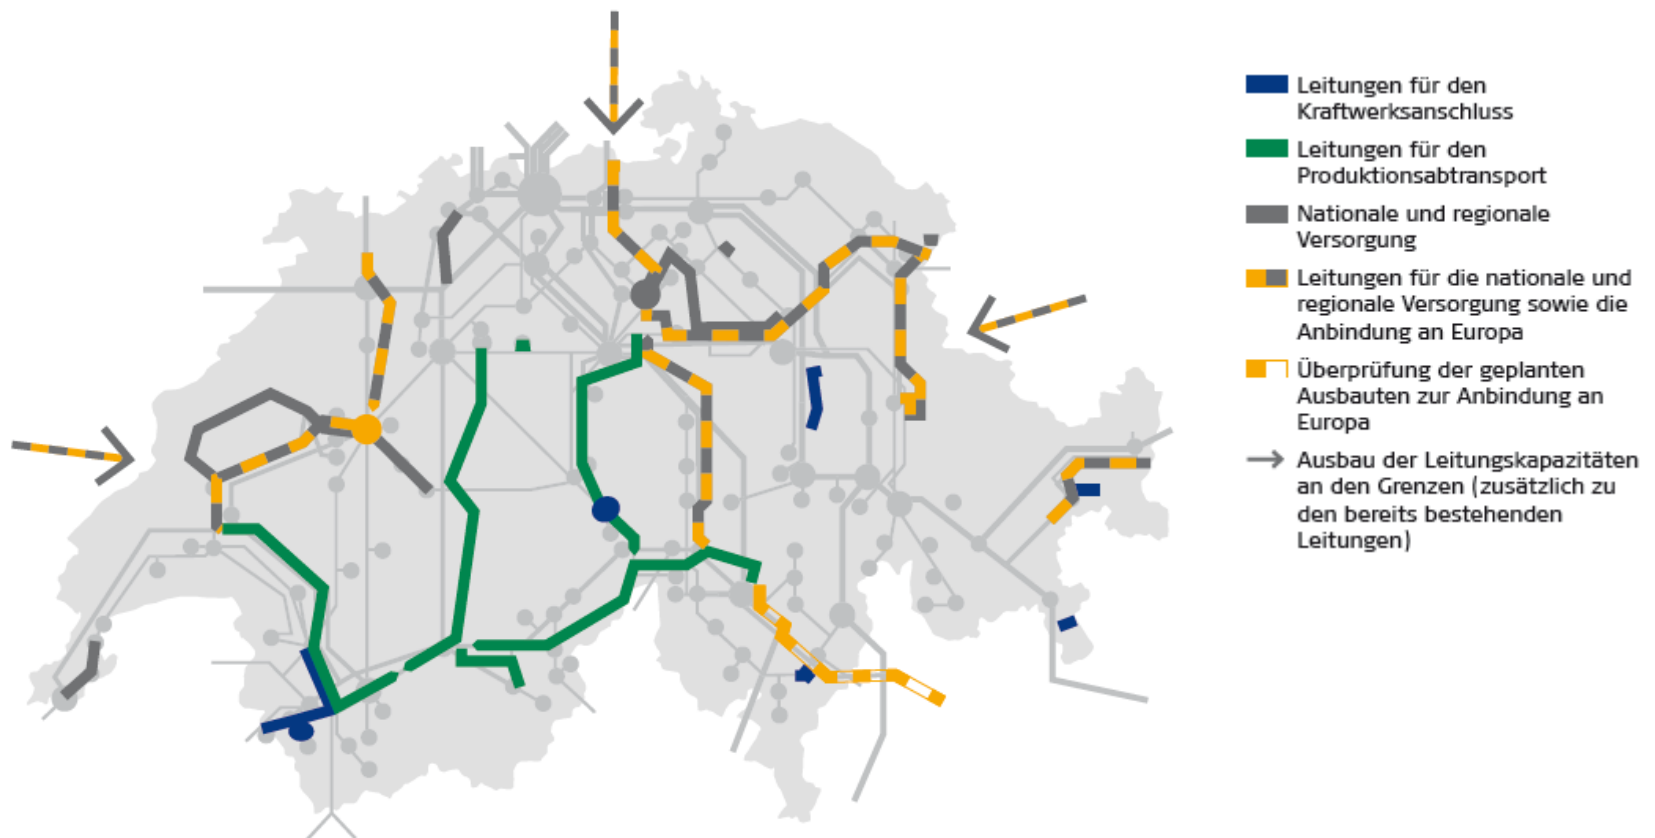 Leitungen für den
Kraftwerksanschluss
Leitungen für den
Produktionsabtransport
Nationale und regionale
Versorgung
Leitungen für die nationale und
regionale Versorgung sowie die
Anbindung an Europa
Überprüfung der geplanten
Ausbauten zur Anbindung an
Europa
Ausbau der Leitungskapazitäten
an den Grenzen (zusätzlich zu
den bereits bestehenden
Leitungen)